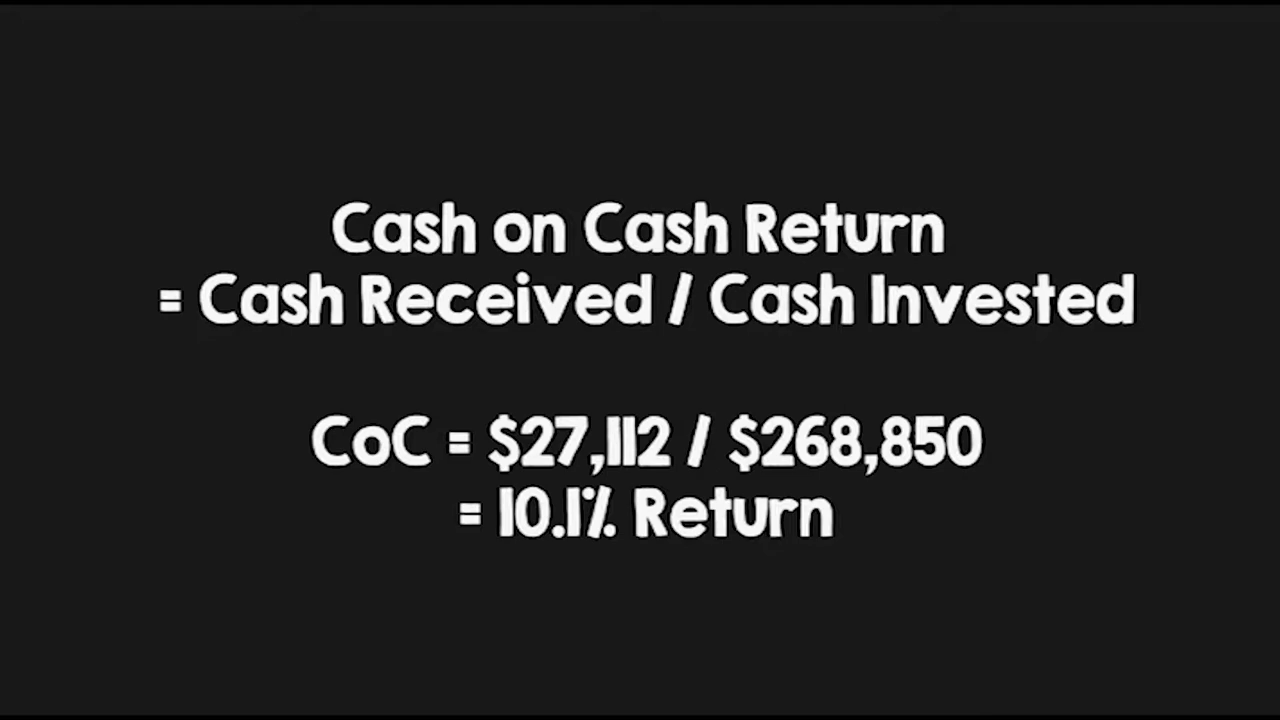 Cash on Cash Return
= Cash Received / Cash Invested
CoC = $27,112 / $268,850
= 10.1% Return